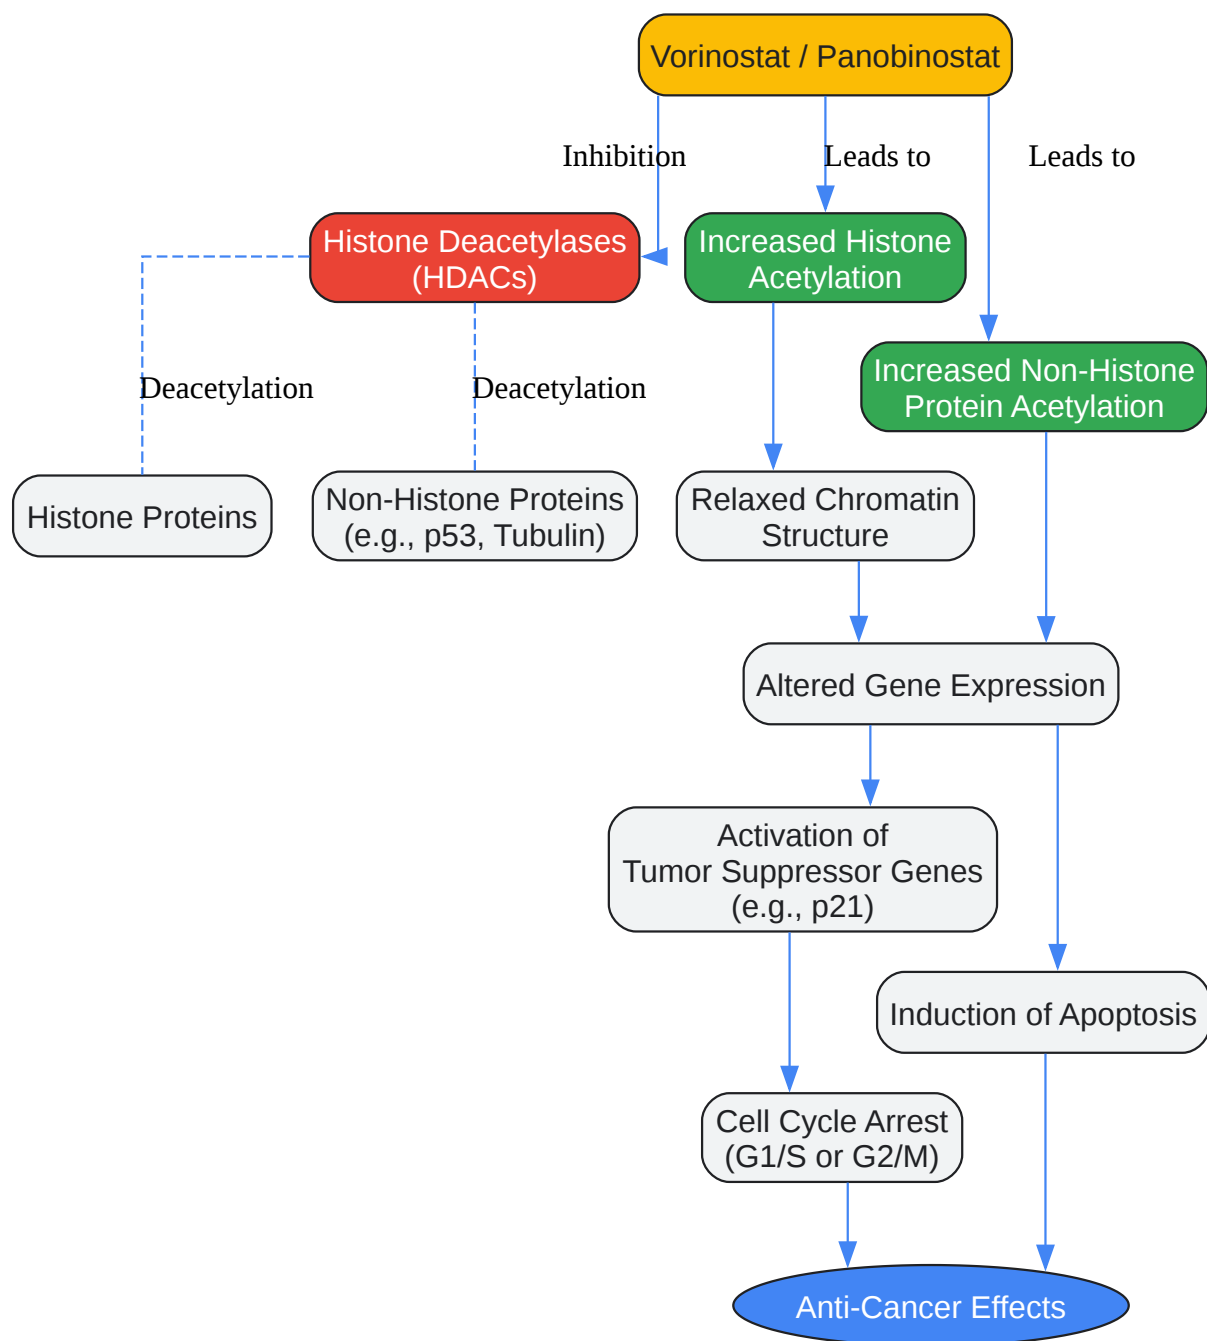 Vorinostat / Panobinostat
Inhibition
Leads to
Leads to
Histone Deacetylases
(HDACs)
Increased Histone
Acetylation
Increased Non-Histone
Protein Acetylation
Deacetylation
Deacetylation
Histone Proteins
Non-Histone Proteins
(e.g., p53, Tubulin)
Relaxed Chromatin
Structure
Altered Gene Expression
Activation of
Tumor Suppressor Genes
(e.g., p21)
Induction of Apoptosis
Cell Cycle Arrest
(G1/S or G2/M)
Anti-Cancer Effects